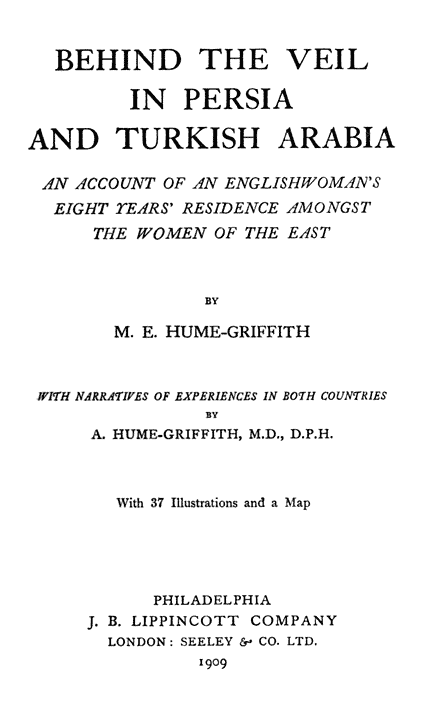 BEHIND THE VEIL
IN PERSIA
AND TURKISH ARABIA
AN ACCOUNT OF AN ENGLISHWOMAN'S
EIGHT YEARS' RESIDENCE AMONGST
THE WOMEN OF THE EAST
BY
M. E. HUME-GRIFFITH
WITH NARRATIVES OF EXPERIENCES IN BOTH COUNTRIES
BY
A. HUME-GRIFFITH, M.D., D.P.H.
With 37 Illustrations and a Map
PHILADELPHIA
J. B. LIPPINCOTT COMPANY
LONDON: SEELEY & CO. LTD.
1909